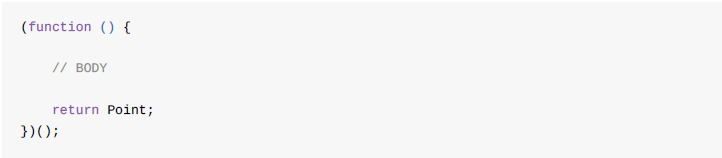 (function () {
    // BODY
    return Point;
})();